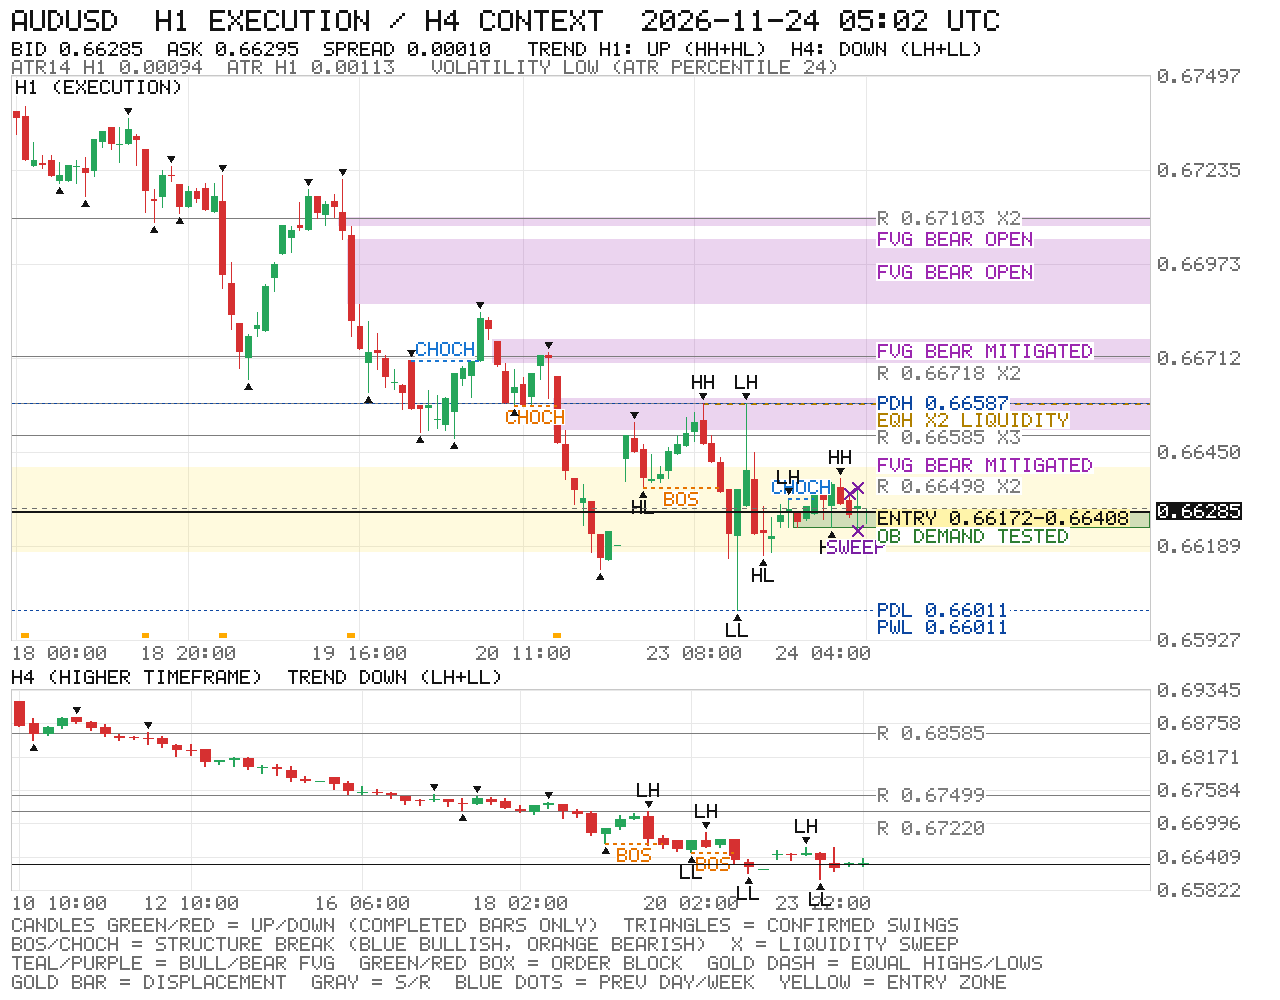 AUDUSD  H1 EXECUTION / H4 CONTEXT  2026-11-24 05:02 UTC
BID 0.66285  ASK 0.66295  SPREAD 0.00010  TREND H1: UP (HH+HL)  H4: DOWN (LH+LL)
ATR14 H1 0.00094  ATR H1 0.00113  VOLATILITY LOW (ATR PERCENTILE 24)
H1 (EXECUTION)
0.67497
0.67235
R 0.67103 X2
FVG BEAR OPEN
0.66973
FVG BEAR OPEN
CHOCH
FVG BEAR MITIGATED
0.66712
R 0.66718 X2
HH
LH
PDH 0.66587
CHOCH
EQH X2 LIQUIDITY
R 0.66585 X3
0.66450
HH
FVG BEAR MITIGATED
LH
CHOCH
R 0.66498 X2
BOS
HL
0.66285
ENTRY 0.66172-0.66408
OB DEMAND TESTED
SWEEP
0.66189
HL
PDL 0.66011
LL
PWL 0.66011
0.65927
18 00:00
18 20:00
19 16:00
20 11:00
23 08:00
24 04:00
H4 (HIGHER TIMEFRAME)  TREND DOWN (LH+LL)
0.69345
0.68758
R 0.68585
0.68171
LH
0.67584
R 0.67499
LH
0.66996
R 0.67220
LH
BOS
0.66409
BOS
LL
LL
LL
0.65822
10 10:00
12 10:00
16 06:00
18 02:00
20 02:00
23 22:00
CANDLES GREEN/RED = UP/DOWN (COMPLETED BARS ONLY)  TRIANGLES = CONFIRMED SWINGS
BOS/CHOCH = STRUCTURE BREAK (BLUE BULLISH, ORANGE BEARISH)  X = LIQUIDITY SWEEP
TEAL/PURPLE = BULL/BEAR FVG  GREEN/RED BOX = ORDER BLOCK  GOLD DASH = EQUAL HIGHS/LOWS
GOLD BAR = DISPLACEMENT  GRAY = S/R  BLUE DOTS = PREV DAY/WEEK  YELLOW = ENTRY ZONE